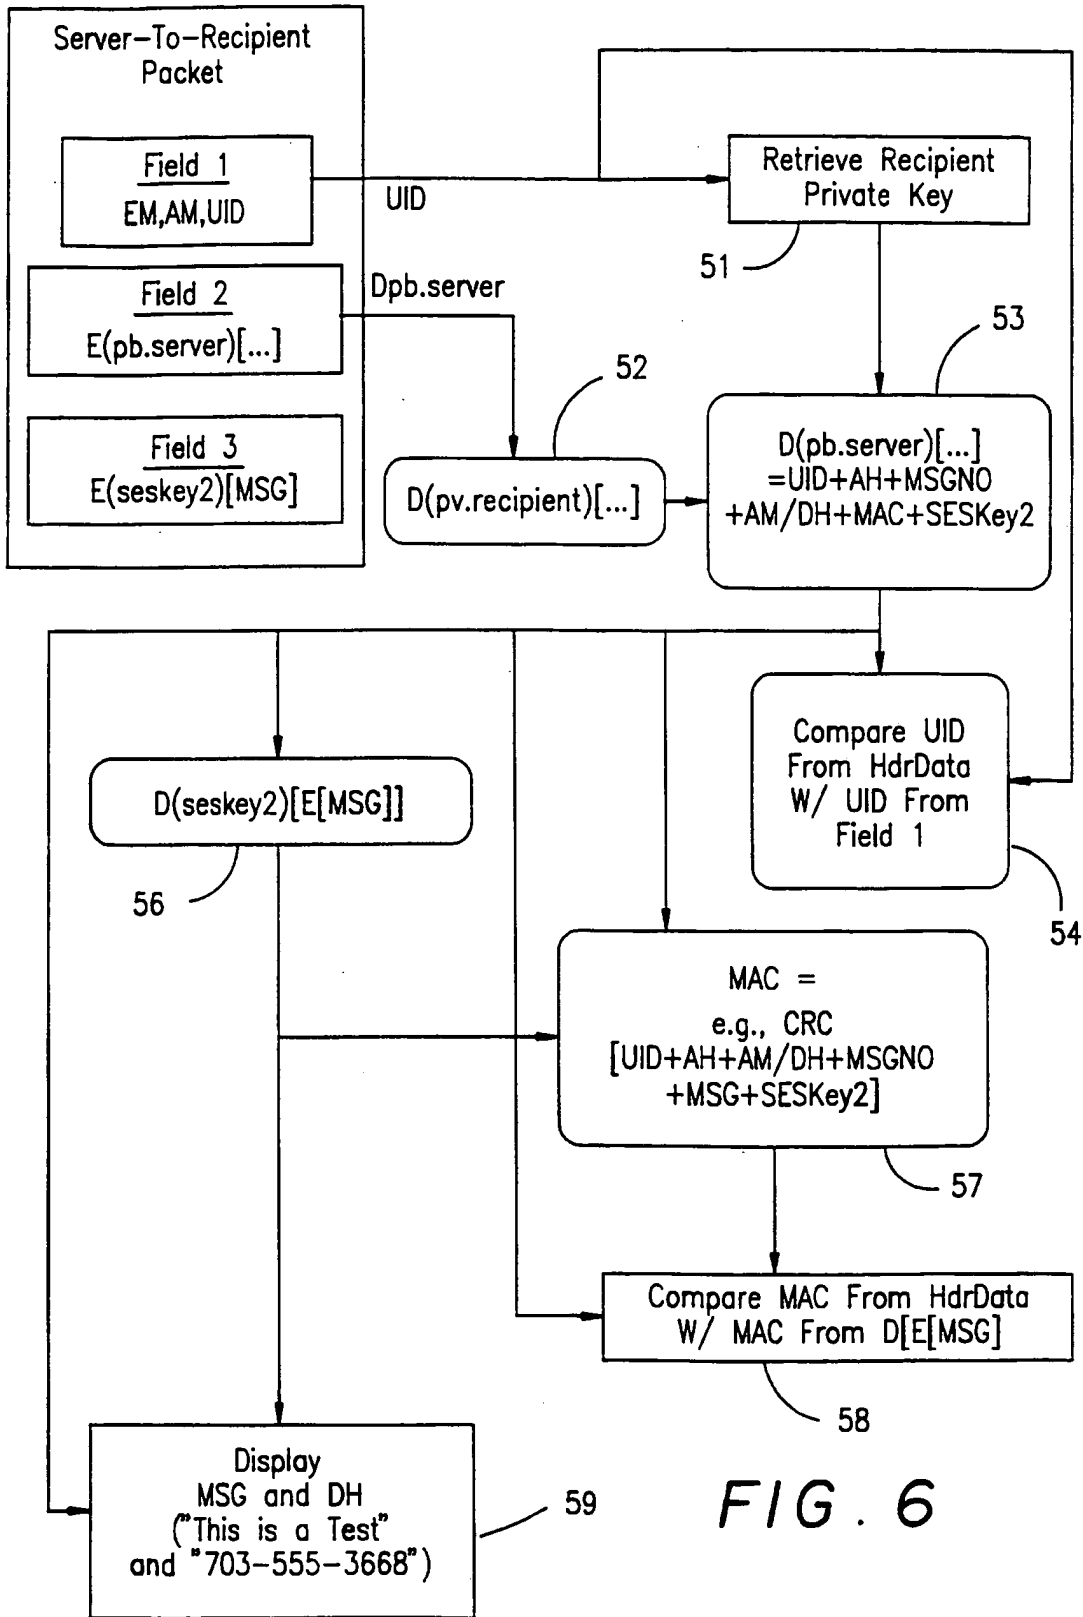 Server-To-Recipient
Packet
Field 1
EM,AM,UID
UID
Retrieve Recipient
Private Key
51
Field 2
E(pb.server)[...]
Dpb.server
52
53
Field 3
E(seskey2)[MSG]
D(pv.recipient)[...]
D(pb.server)[...]
=UID+AH+MSGNO
+AM/DH+MAC+SESKey2
Compare UID
From HdrData
W/ UID From
Field 1
54
D(seskey2)[E[MSG]]
56
MAC =
e.g., CRC
[UID+AH+AM/DH+MSGNO
+MSG+SESKey2]
57
Compare MAC From HdrData
W/ MAC From D[E[MSG]
58
Display
MSG and DH
("This is a Test"
and "703-555-3668")
59
FIG. 6